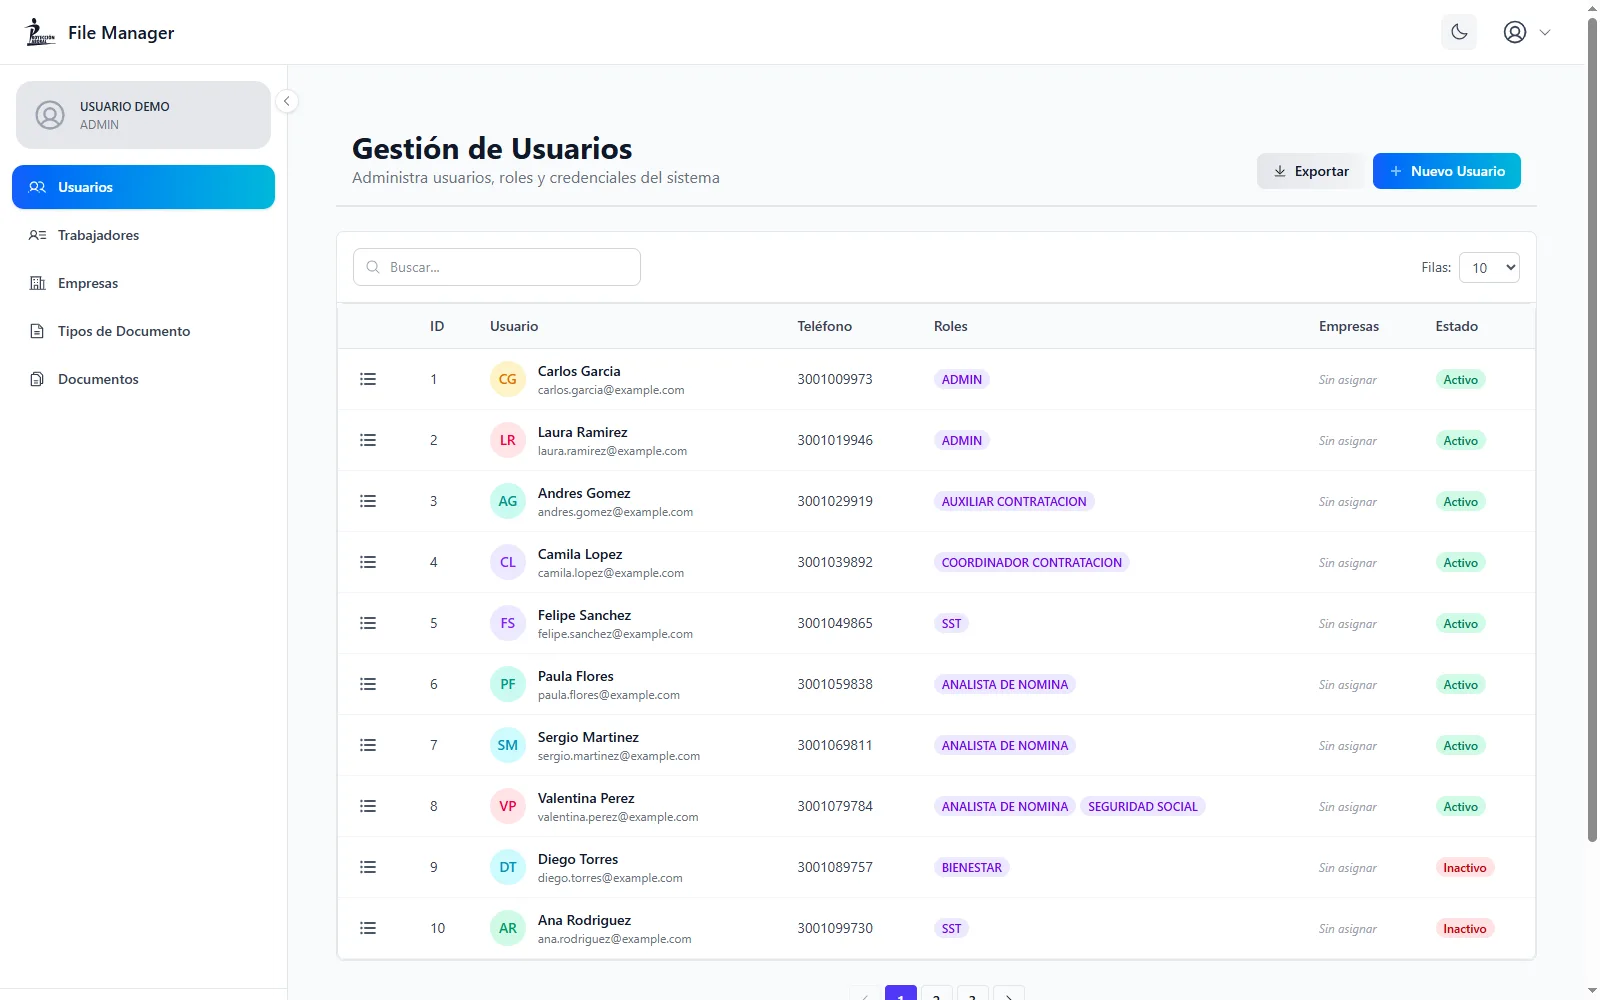 File Manager
USUARIO DEMO
ADMIN
Usuarios
Trabajadores
Empresas
Tipos de Documento
Documentos
Gestión de Usuarios
Administra usuarios, roles y credenciales del sistema
Exportar
+ Nuevo Usuario
Buscar...
Filas: 10
ID Usuario Teléfono Roles Empresas Estado
1 CG Carlos Garcia 3001009973 ADMIN Sin asignar Activo
carlos.garcia@example.com
2 LR Laura Ramirez 3001019946 ADMIN Sin asignar Activo
laura.ramirez@example.com
3 AG Andres Gomez 3001029919 AUXILIAR CONTRATACION Sin asignar Activo
andres.gomez@example.com
4 CL Camila Lopez 3001039892 COORDINADOR CONTRATACION Sin asignar Activo
camila.lopez@example.com
5 FS Felipe Sanchez 3001049865 SST Sin asignar Activo
felipe.sanchez@example.com
6 PF Paula Flores 3001059838 ANALISTA DE NOMINA Sin asignar Activo
paula.flores@example.com
7 SM Sergio Martinez 3001069811 ANALISTA DE NOMINA Sin asignar Activo
sergio.martinez@example.com
8 VP Valentina Perez 3001079784 ANALISTA DE NOMINA SEGURIDAD SOCIAL Sin asignar Activo
valentina.perez@example.com
9 DT Diego Torres 3001089757 BIENESTAR Sin asignar Inactivo
diego.torres@example.com
10 AR Ana Rodriguez 3001099730 SST Sin asignar Inactivo
ana.rodriguez@example.com
1 2 3